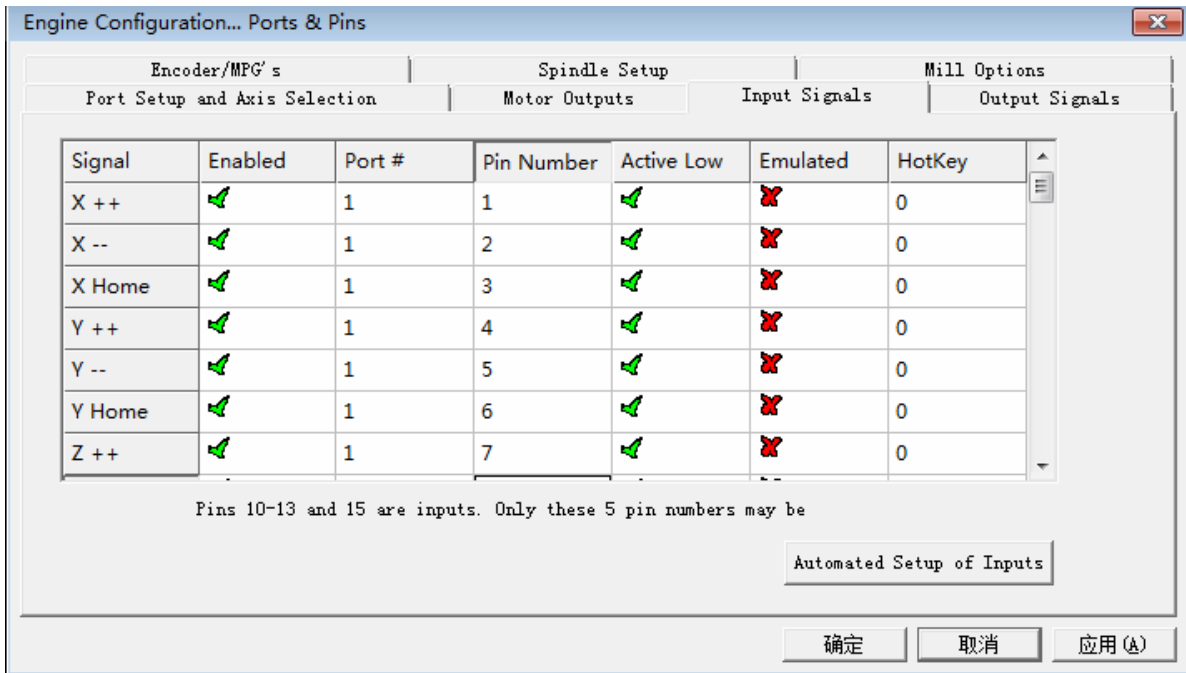 Engine Configuration... Ports & Pins
Encoder/MPG's Spindle Setup Mill Options
Port Setup and Axis Selection Motor Outputs Input Signals Output Signals
Signal Enabled Port # Pin Number Active Low Emulated HotKey
X ++ 1 1 0
X -- 1 2 0
X Home 1 3 0
Y ++ 1 4 0
Y -- 1 5 0
Y Home 1 6 0
Z ++ 1 7 0
Pins 10-13 and 15 are inputs. Only these 5 pin numbers may be
Automated Setup of Inputs
确定 取消 应用(A)